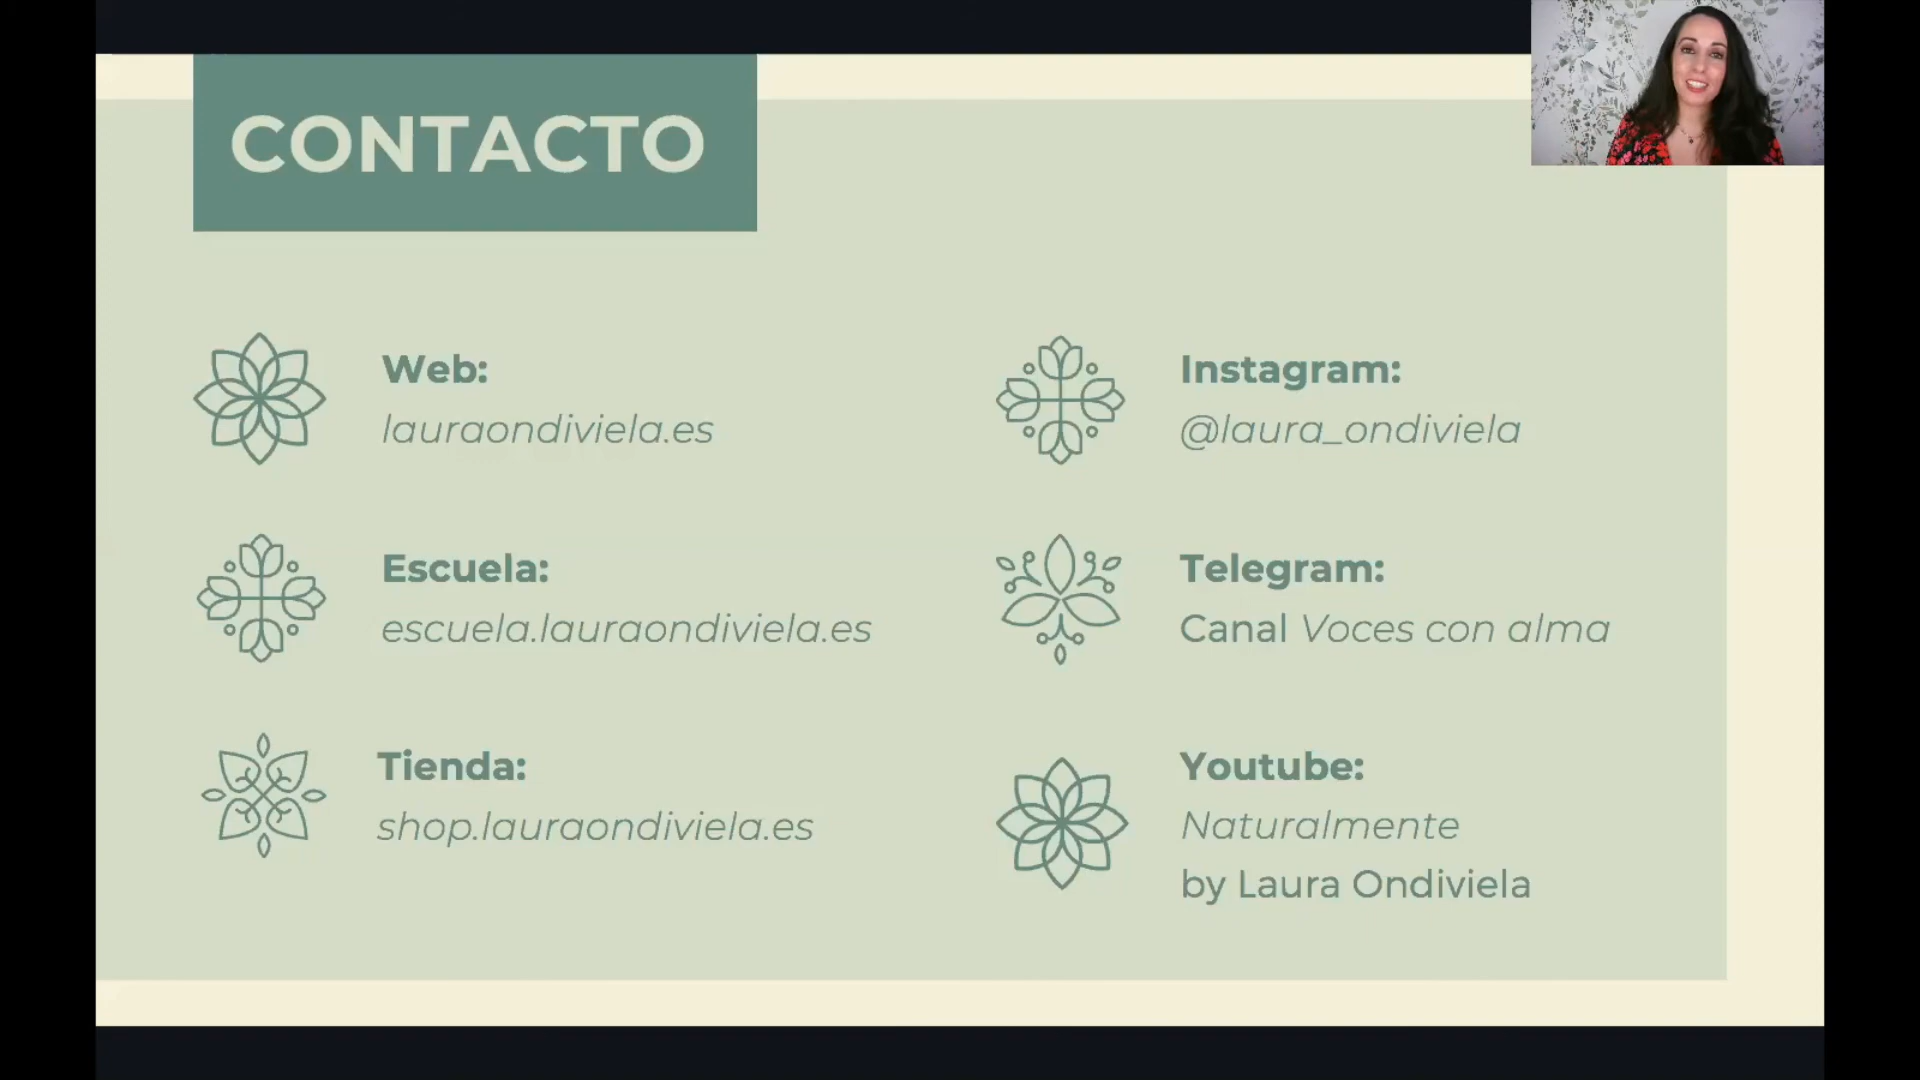 CONTACTO
Web:
lauraondiviela.es
Escuela:
escuela.lauraondiviela.es
Tienda:
shop.lauraondiviela.es
Instagram:
@laura_ondiviela
Telegram:
Canal Voces con alma
Youtube:
Naturalmente
by Laura Ondiviela